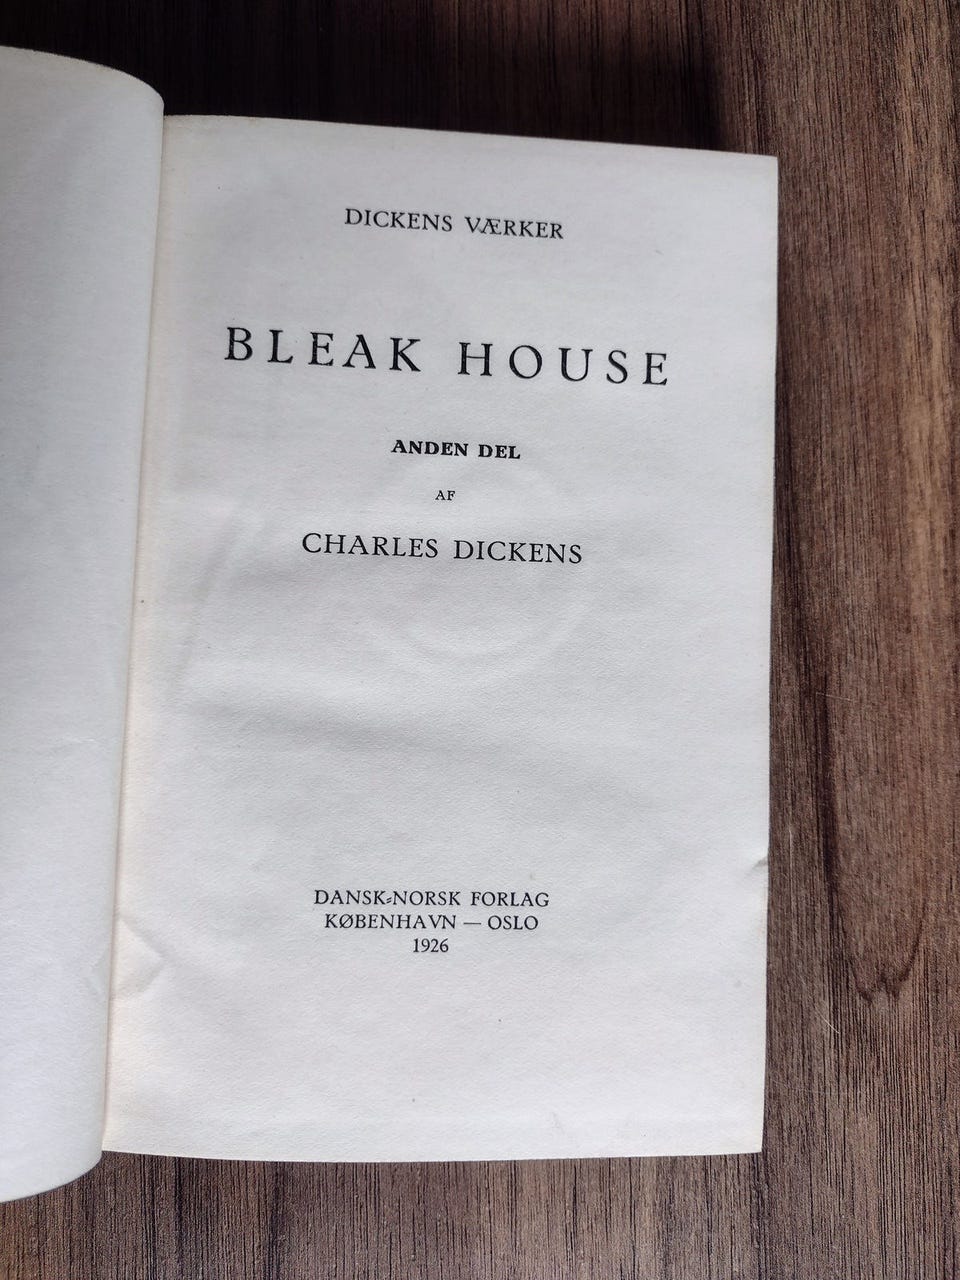 DICKENS VÆRKER
BLEAK HOUSE
ANDEN DEL
AF
CHARLES DICKENS
DANSK-NORSK FORLAG
KØBENHAVN — OSLO
1926